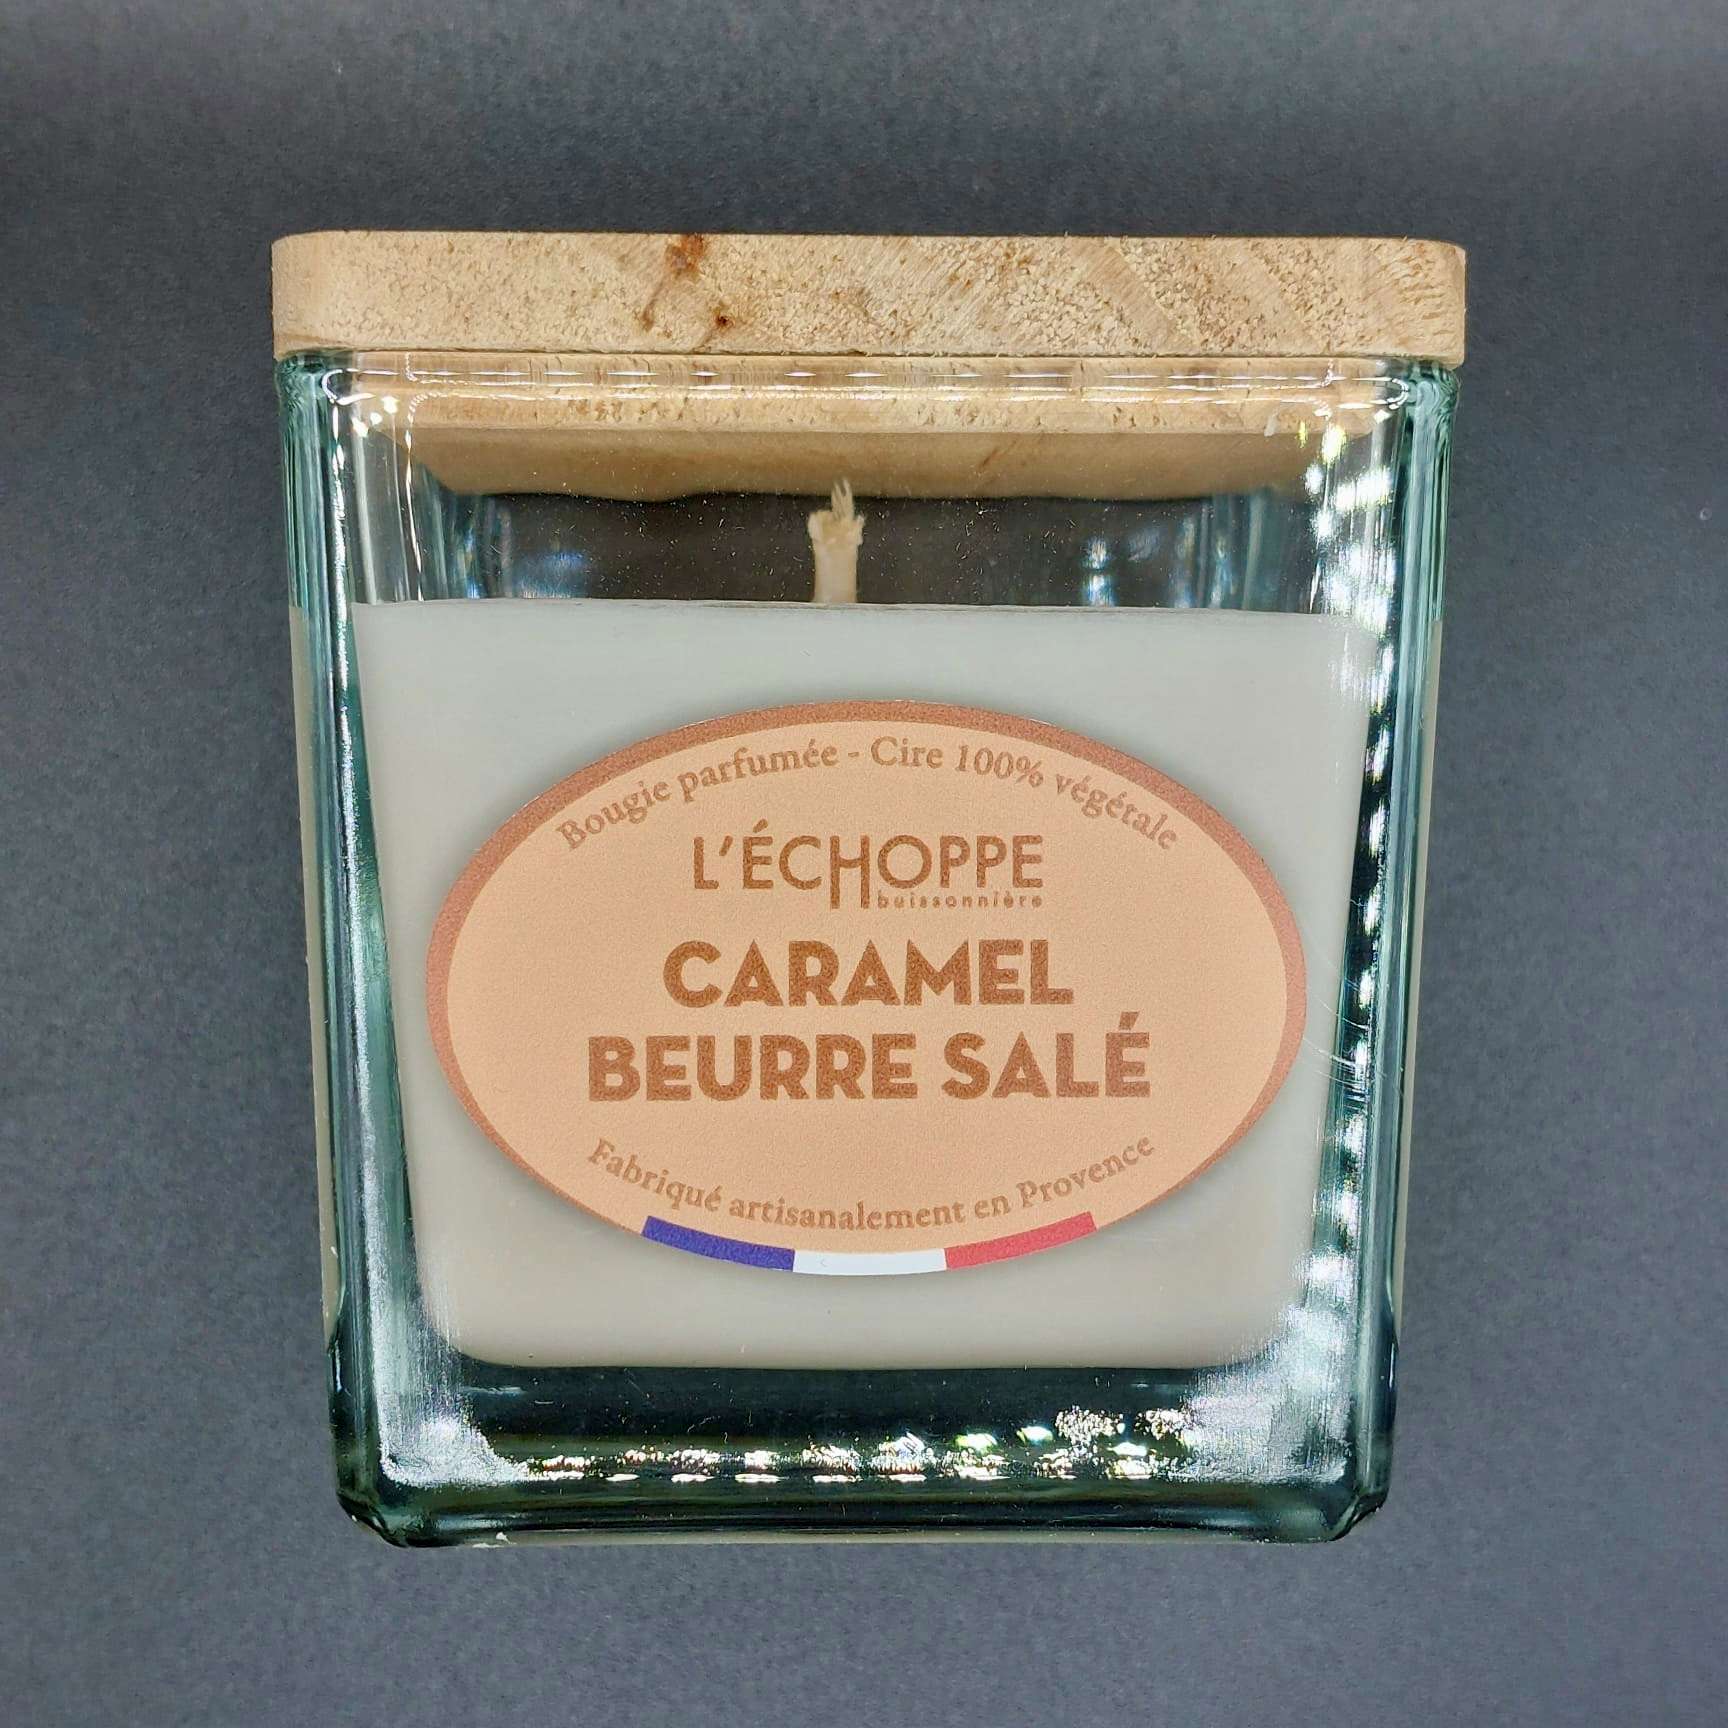 Bougie parfumée - Cire 100% végétale
L'ÉCHOPPE
buissonnière
CARAMEL
BEURRE SALÉ
Fabriqué artisanalement en Provence